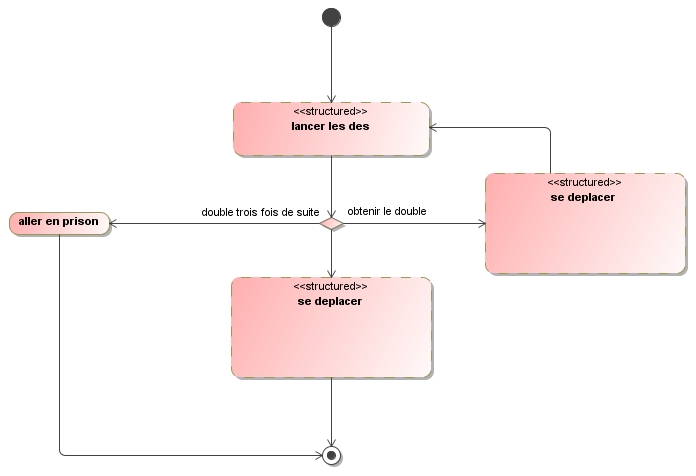 <<structured>>
lancer les des
<<structured>>
se deplacer
double trois fois de suite
obtenir le double
aller en prison
<<structured>>
se deplacer